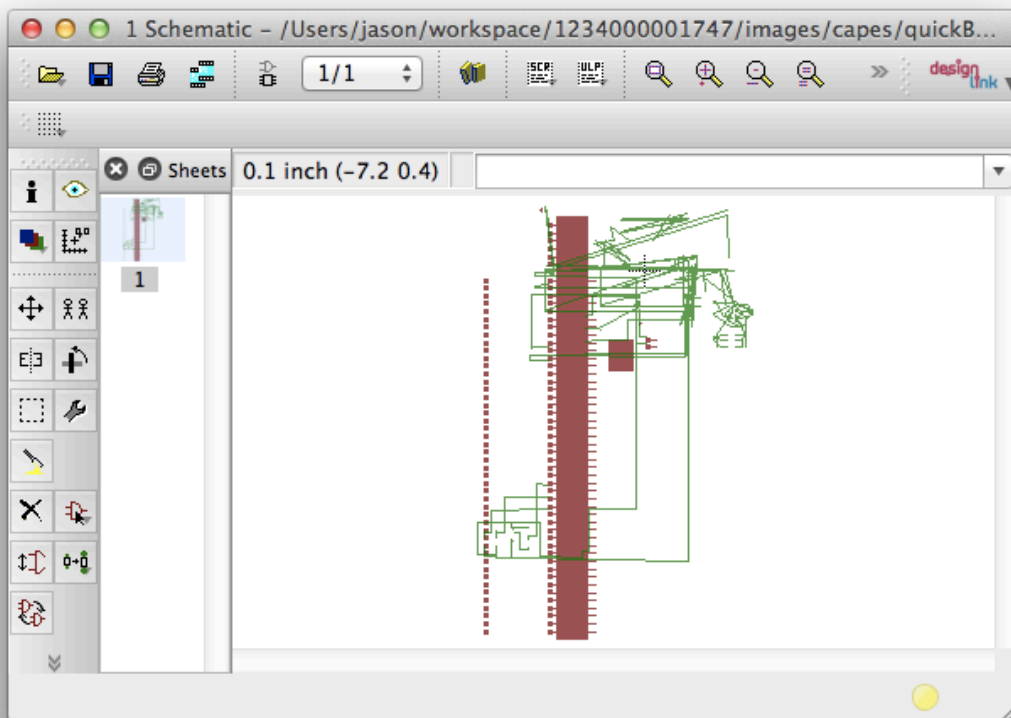 1 Schematic – /Users/jason/workspace/1234000001747/images/capes/quickB...
1/1
SCR
ULP
design
link
Sheets
0.1 inch (-7.2 0.4)
1